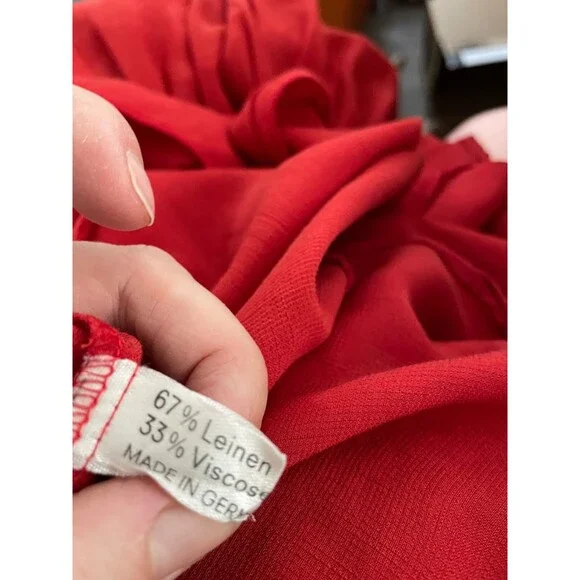 67% Leinen
33% Viscose
MADE IN GERM